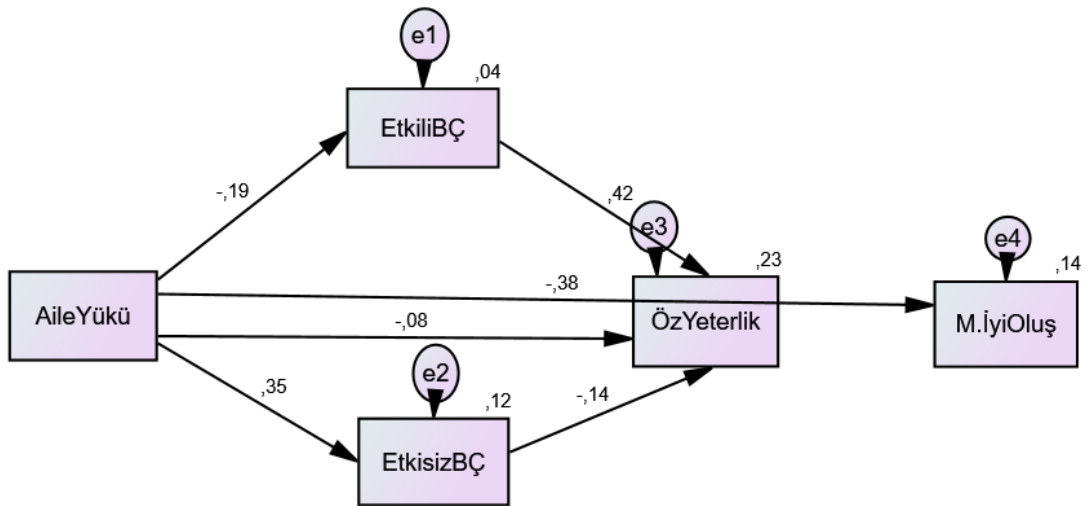 e1
,04
EtkiliBÇ
-,19
,42
e3
e4
,23
,14
-,38
AileYükü
ÖzYeterlik
M.İyiOluş
-,08
e2
,35
,12
-,14
EtkisizBÇ